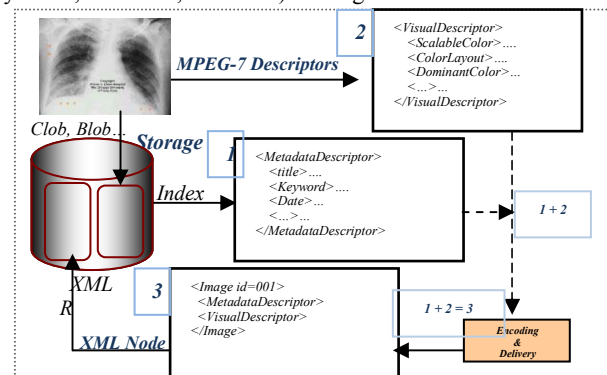 2
<VisualDescriptor>
<ScalableColor>….
<ColorLayout>….
<DominantColor>…
<…>…
</VisualDescriptor>
MPEG-7 Descriptors
Clob, Blob…
Storage
1
<MetadataDescriptor>
<title>….
<Keyword>….
<Date>…
<…>…
</MetadataDescriptor>
Index
1 + 2
XML
R
3
<Image id=001>
<MetadataDescriptor>
<VisualDescriptor>
</Image>
1 + 2 = 3
XML Node
Encoding
&
Delivery